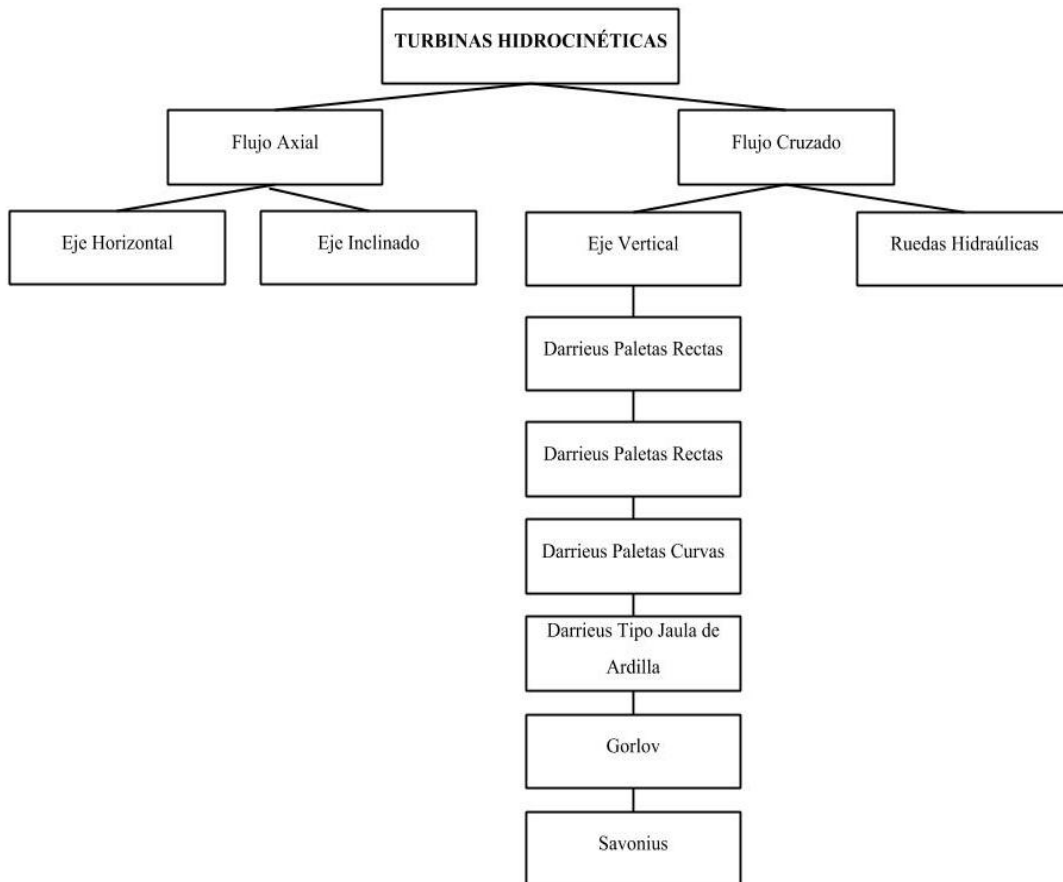 TURBINAS HIDROCINÉTICAS
Flujo Axial
Flujo Cruzado
Eje Horizontal
Eje Inclinado
Eje Vertical
Ruedas Hidraúlicas
Darrieus Paletas Rectas
Darrieus Paletas Rectas
Darrieus Paletas Curvas
Darrieus Tipo Jaula de
Ardilla
Gorlov
Savonius